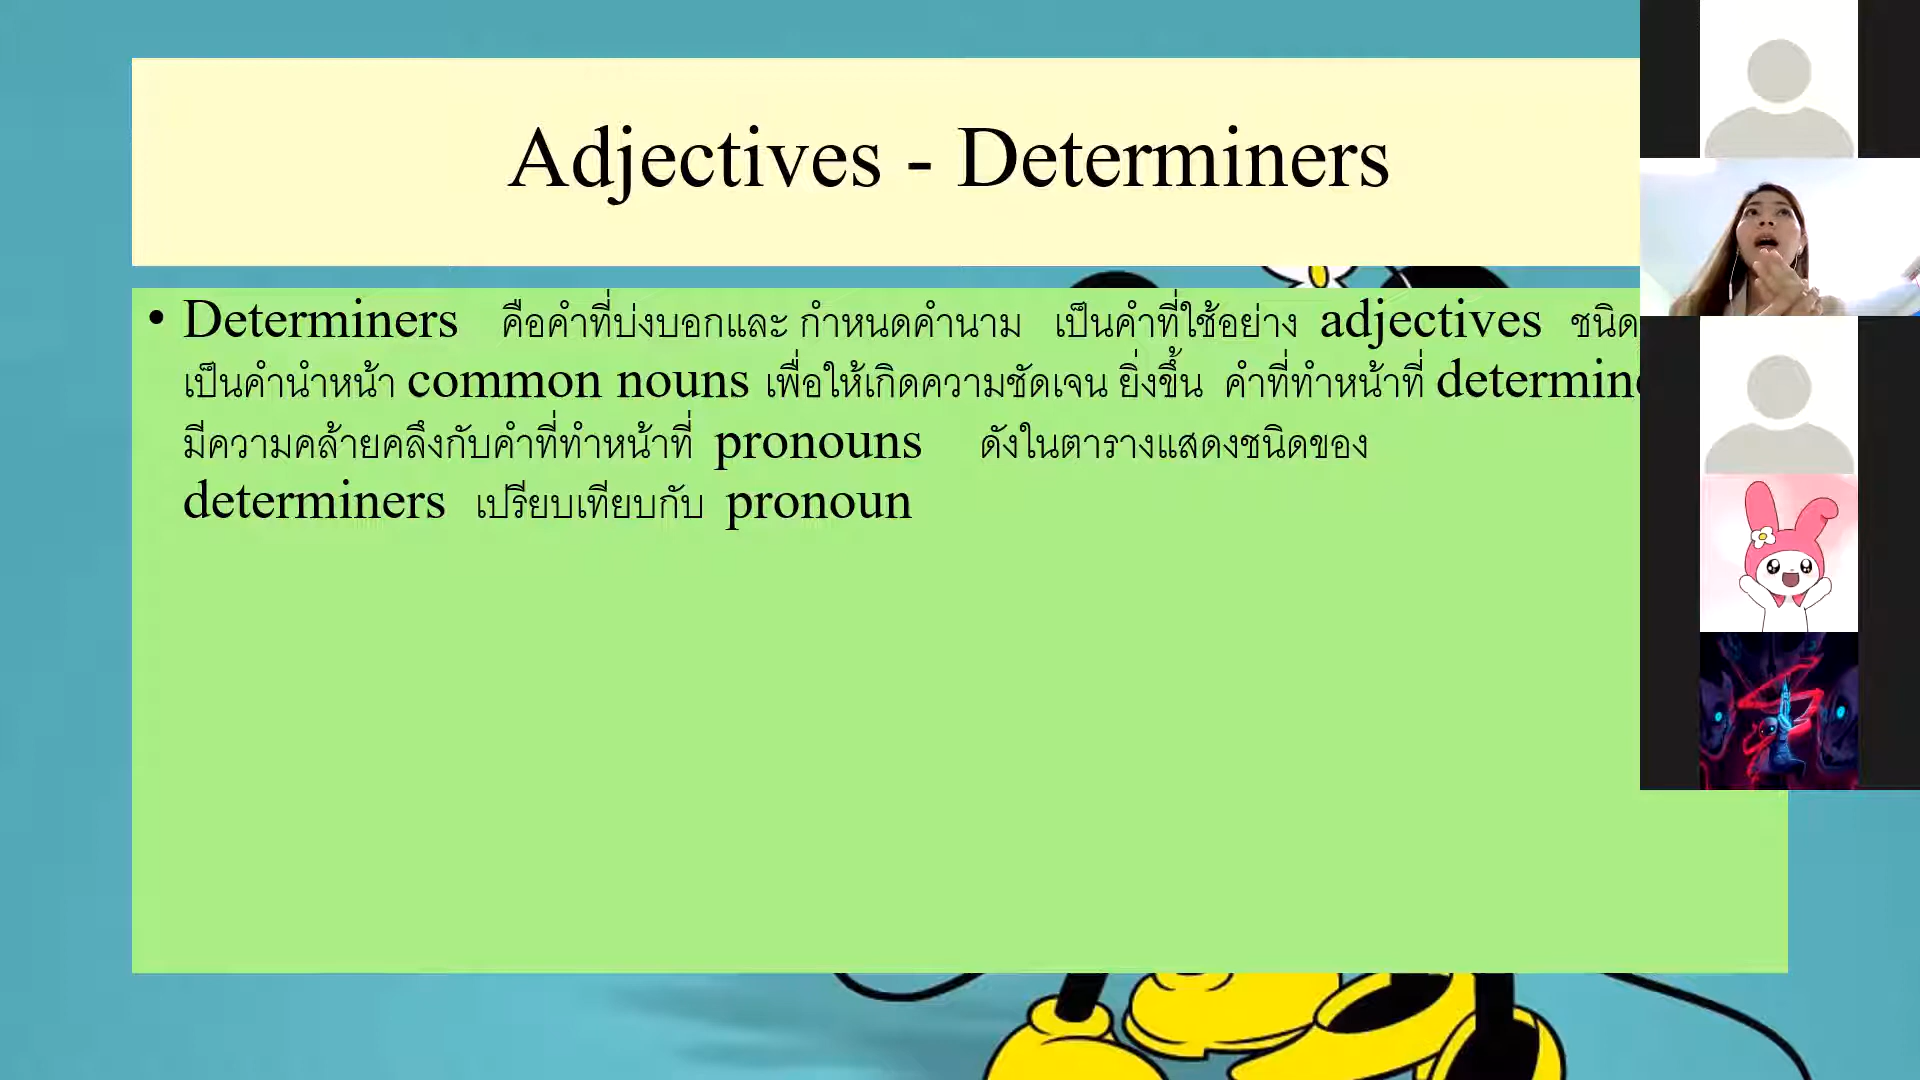 Adjectives - Determiners
• Determiners คือคำที่บ่งบอกและ กำหนดคำนาม เป็นคำที่ใช้อย่าง adjectives ชนิด
เป็นคำนำหน้า common nouns เพื่อให้เกิดความชัดเจน ยิ่งขึ้น คำที่ทำหน้าที่
มีความคล้ายคลึงกับคำที่ทำหน้าที่ pronouns ดังในตารางแสดงชนิดของ
determiners เปรียบเทียบกับ pronoun